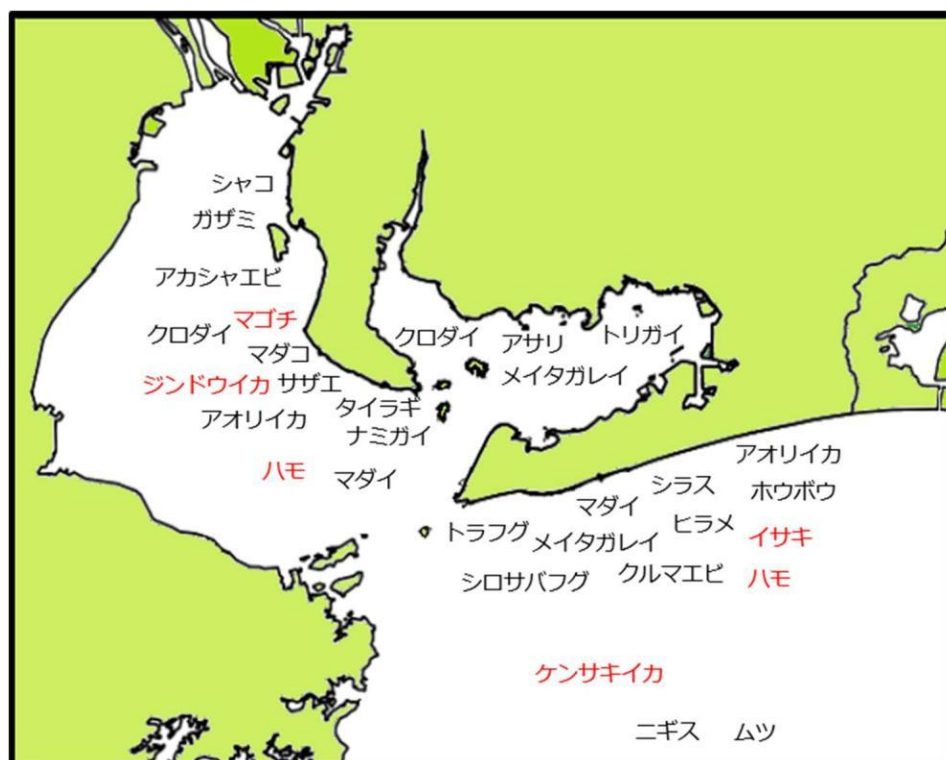 シャコ
ガザミ
アカシャエビ
マゴチ
クロダイ
マダコ
ジンドウイカ
サザエ
アオリイカ
タイラギ
ナミガイ
ハモ
マダイ
クロダイ
アサリ
トリガイ
メイタガレイ
アオリイカ
シラス
ホウボウ
マダイ
ヒラメ
トラフグ
メイタガレイ
イサキ
シロサバフグ
クルマエビ
ハモ
ケンサキイカ
ニギス
ムツ